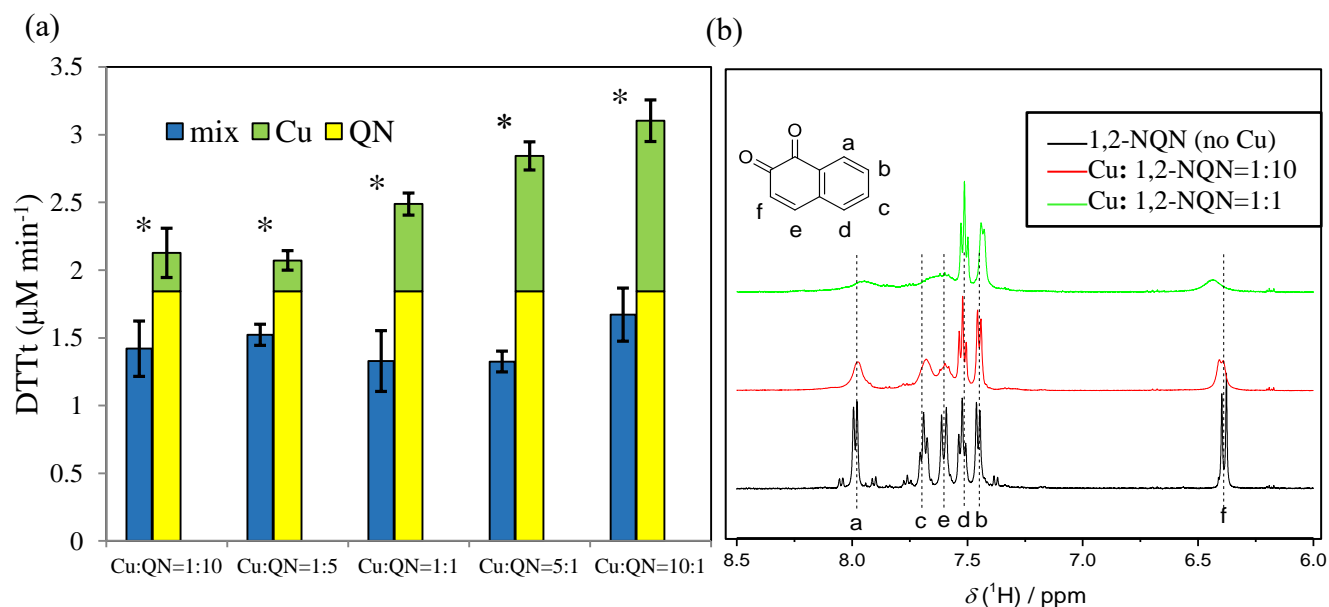 (a)
DTTt (µM min-1)
3.5
3
2.5
2
1.5
1
0.5
0
mix Cu QN
* * * * *
Cu:QN=1:10 Cu:QN=1:5 Cu:QN=1:1 Cu:QN=5:1 Cu:QN=10:1
(b)
1,2-NQN (no Cu)
Cu: 1,2-NQN=1:10
Cu: 1,2-NQN=1:1
O
O
a
b
c
d
e
f
a c e d b f
8.5 8.0 7.5 7.0 6.5 6.0
δ (1H) / ppm